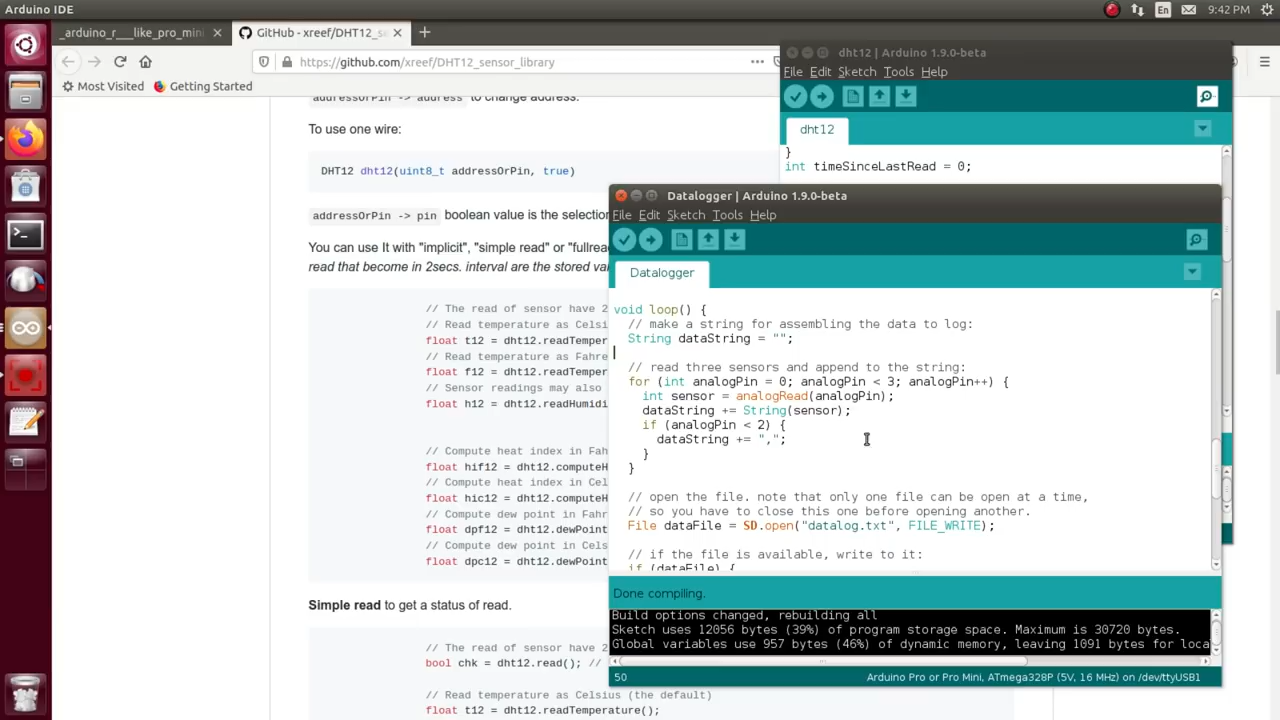 Arduino IDE
En
9:42 PM
_arduino_r___like_pro_mini
GitHub - xreef/DHT12_se
https://github.com/xreef/DHT12_sensor_library
Most Visited
Getting Started
addressOrPin -> address to change address.
To use one wire:
DHT12 dht12(uint8_t addressOrPin, true)
addressOrPin -> pin boolean value is the selection
You can use It with "implicit", "simple read" or "fullread
read that become in 2secs. interval are the stored val
// The read of sensor have 2
// Read temperature as Celsi
float t12 = dht12.readTemper
// Read temperature as Fahre
float f12 = dht12.readTemper
// Sensor readings may also
float h12 = dht12.readHumidi
// Compute heat index in Fah
float hif12 = dht12.computeH
// Compute heat index in Cel
float hic12 = dht12.computeH
// Compute dew point in Fahr
float dpf12 = dht12.dewPoint
// Compute dew point in Cels
float dpc12 = dht12.dewPoint
Simple read to get a status of read.
// The read of sensor have 2
bool chk = dht12.read(); //
// Read temperature as Celsius (the default)
float t12 = dht12.readTemperature();
dht12 | Arduino 1.9.0-beta
File Edit Sketch Tools Help
dht12
}
int timeSinceLastRead = 0;
Datalogger | Arduino 1.9.0-beta
File Edit Sketch Tools Help
Datalogger
void loop() {
// make a string for assembling the data to log:
String dataString = "";
// read three sensors and append to the string:
for (int analogPin = 0; analogPin < 3; analogPin++) {
int sensor = analogRead(analogPin);
dataString += String(sensor);
if (analogPin < 2) {
dataString += ",";
}
}
// open the file. note that only one file can be open at a time,
// so you have to close this one before opening another.
File dataFile = SD.open("datalog.txt", FILE_WRITE);
// if the file is available, write to it:
if (dataFile) {
Done compiling.
Build options changed, rebuilding all
Sketch uses 12056 bytes (39%) of program storage space. Maximum is 30720 bytes.
Global variables use 957 bytes (46%) of dynamic memory, leaving 1091 bytes for loca
50
Arduino Pro or Pro Mini, ATmega328P (5V, 16 MHz) on /dev/ttyUSB1